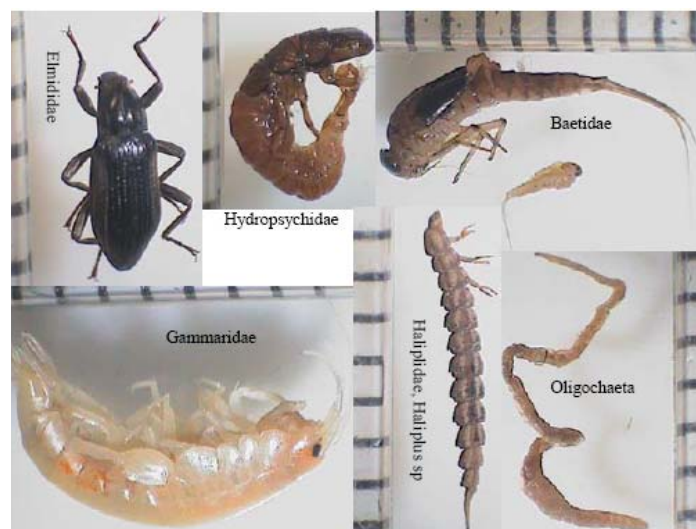 Elmididae
Hydropsychidae
Baetidae
Gammaridae
Haliplidae, Haliplus sp
Oligochaeta